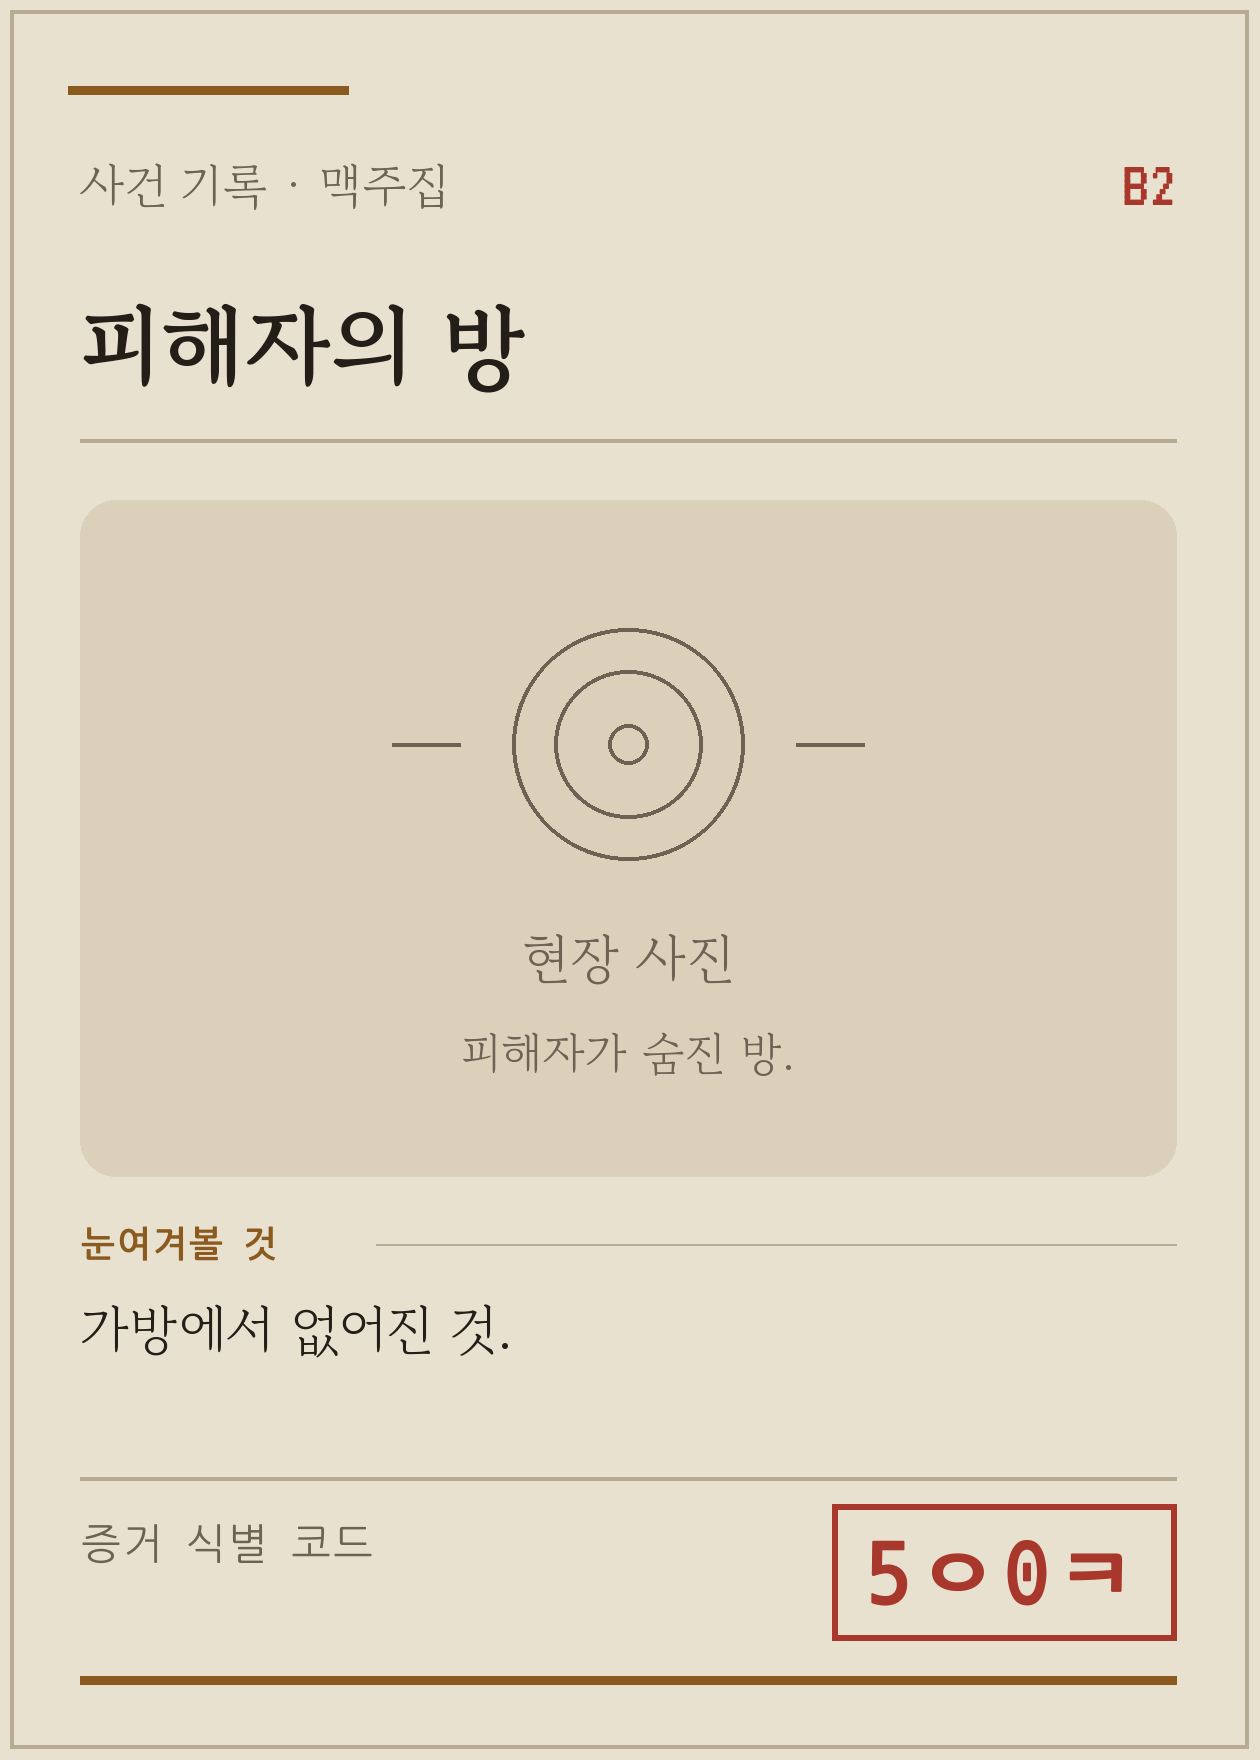 사건 기록 · 맥주집
B2
피해자의 방
현장 사진
피해자가 숨진 방.
눈여겨볼 것
가방에서 없어진 것.
증거 식별 코드
5ㅇ0ㅋ